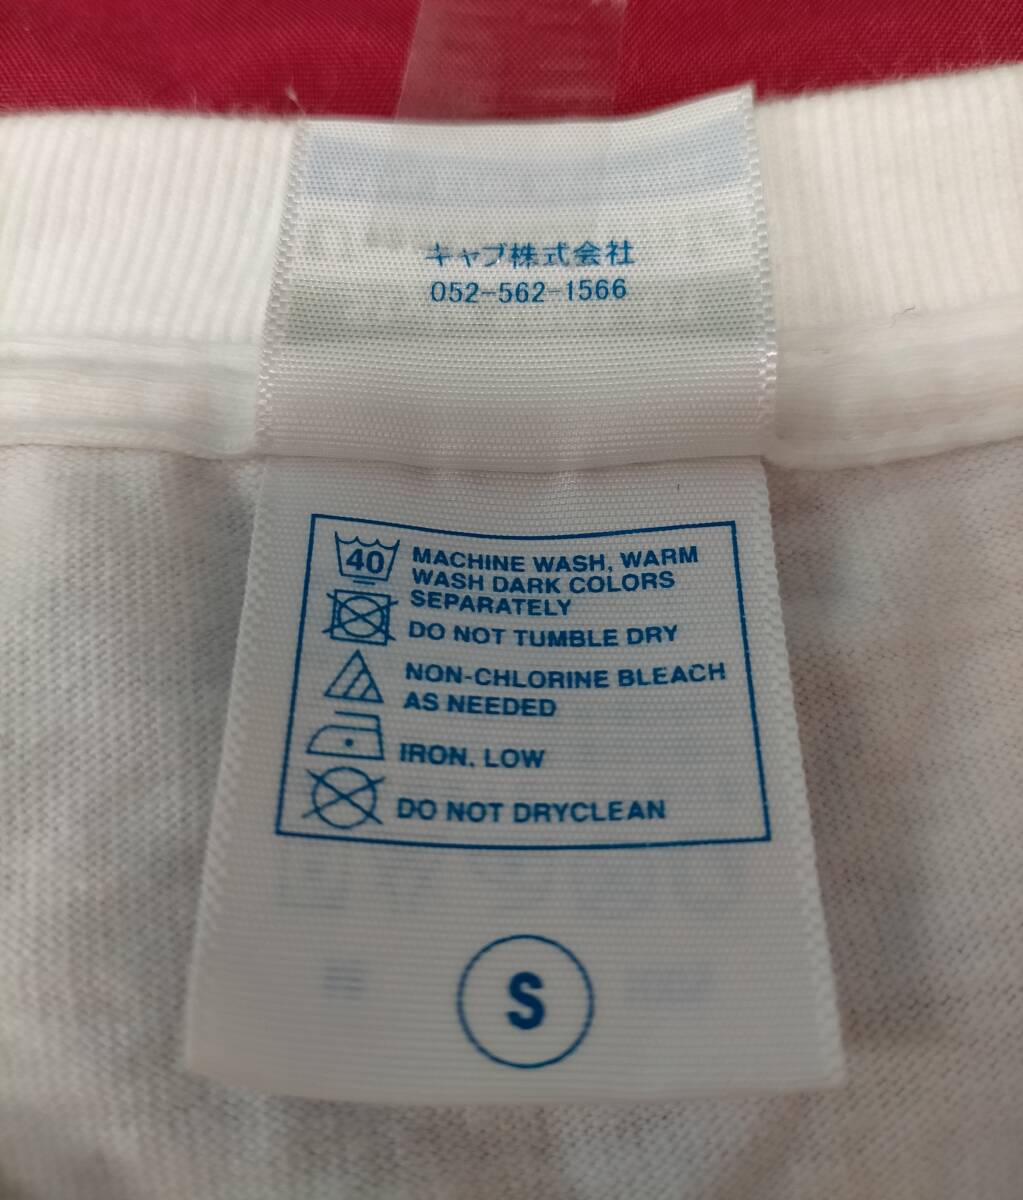 キャブ株式会社
052-562-1566
40
MACHINE WASH, WARM
WASH DARK COLORS
SEPARATELY
DO NOT TUMBLE DRY
NON-CHLORINE BLEACH
AS NEEDED
IRON, LOW
DO NOT DRYCLEAN
S